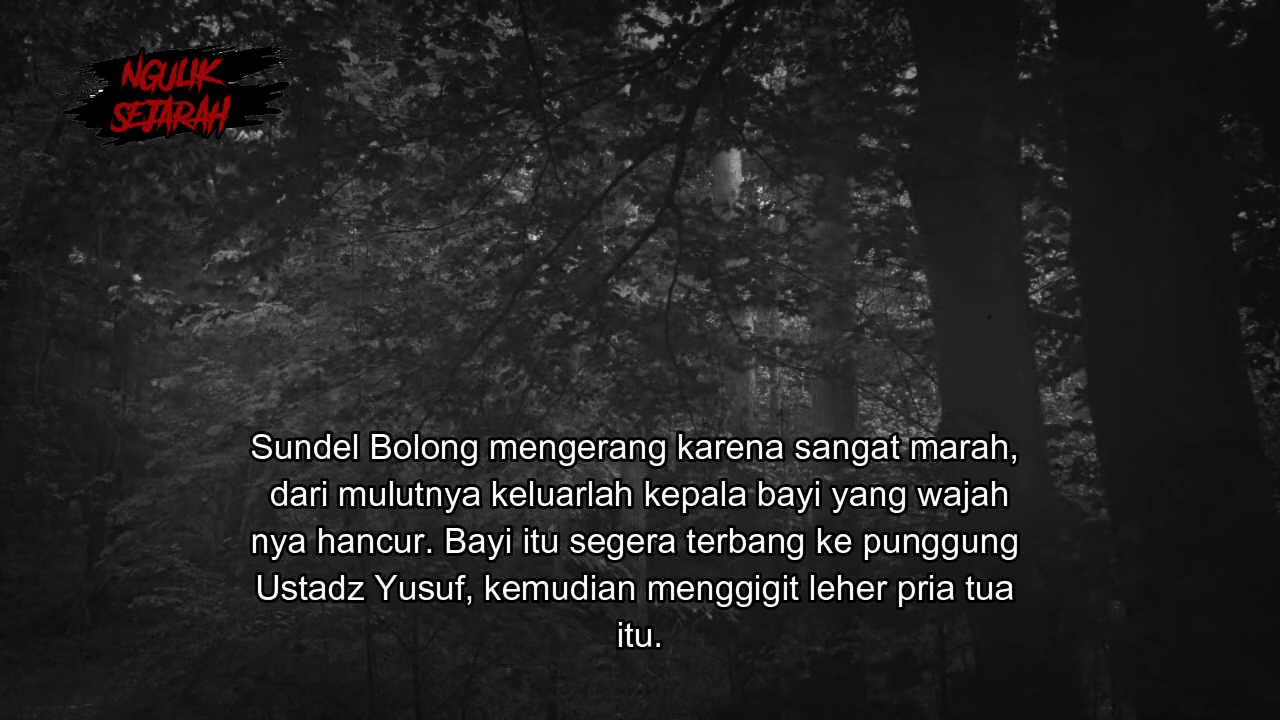 NGULIK
SEJARAH
Sundel Bolong mengerang karena sangat marah,
dari mulutnya keluarlah kepala bayi yang wajah
nya hancur. Bayi itu segera terbang ke punggung
Ustadz Yusuf, kemudian menggigit leher pria tua
itu.